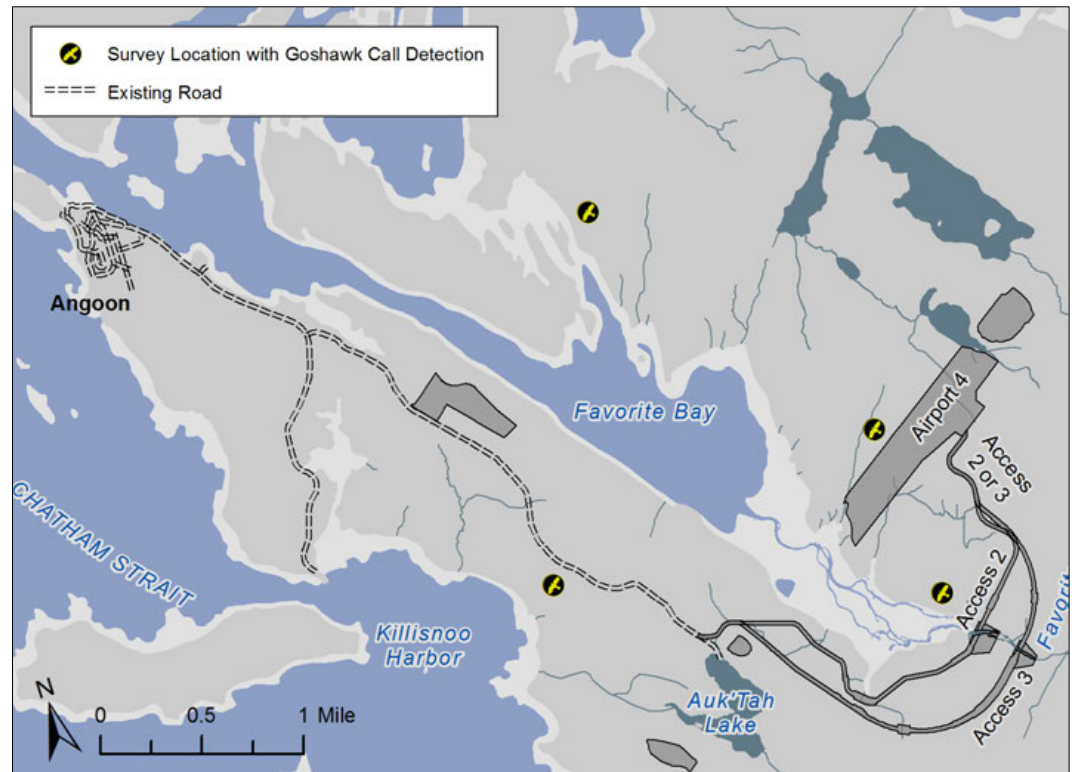 Survey Location with Goshawk Call Detection
Existing Road
Angoon
Favorite Bay
Airport 4
Access
2 or 3
Access 2
Favorit
CHATHAM STRAIT
Killisnoo
Harbor
Auk'Tah
Lake
Access 3
N
0 0.5 1 Mile